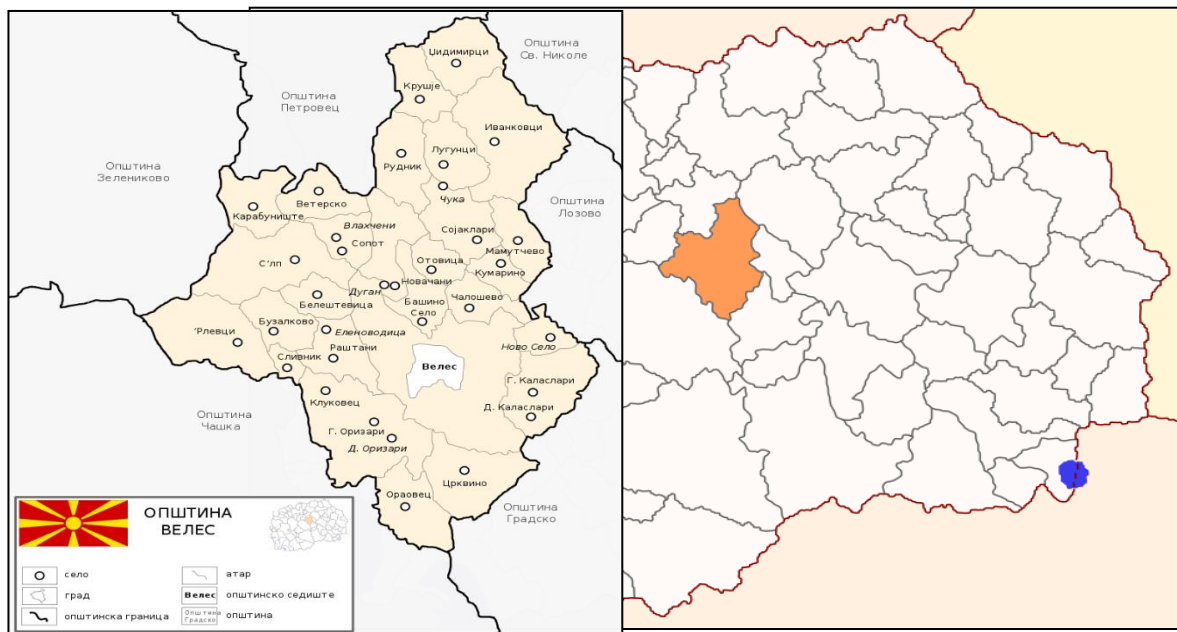 ОПШТИНА
СВ. НИКОЛЕ
Џидимирци
Крушје
ОПШТИНА
ПЕТРОВЕЦ
Иванковци
Рудник
Лугунци
ОПШТИНА
ЗЕЛЕНИКОВО
Чука
ОПШТИНА
ЛОЗОВО
Ветерско
Карабуниште
Влахчени
Сопот
Сојаклари
Мамутчево
С'лп
Отовица
Кумарино
Новачани
Дуган
Белештевица
Башино
Село
Чалошево
Бузалково
Еленоводица
'Рлевци
Раштани
Ново Село
Сливник
Велес
Г. Каласлари
Клуковец
Д. Каласлари
ОПШТИНА
ЧАШКА
Г. Оризари
Д. Оризари
Црквино
Ораовец
ОПШТИНА
ГРАДСКО
ОПШТИНА
ВЕЛЕС
село
атар
град
Велес
општинско седиште
општинска граница
Општина
Градско
општина